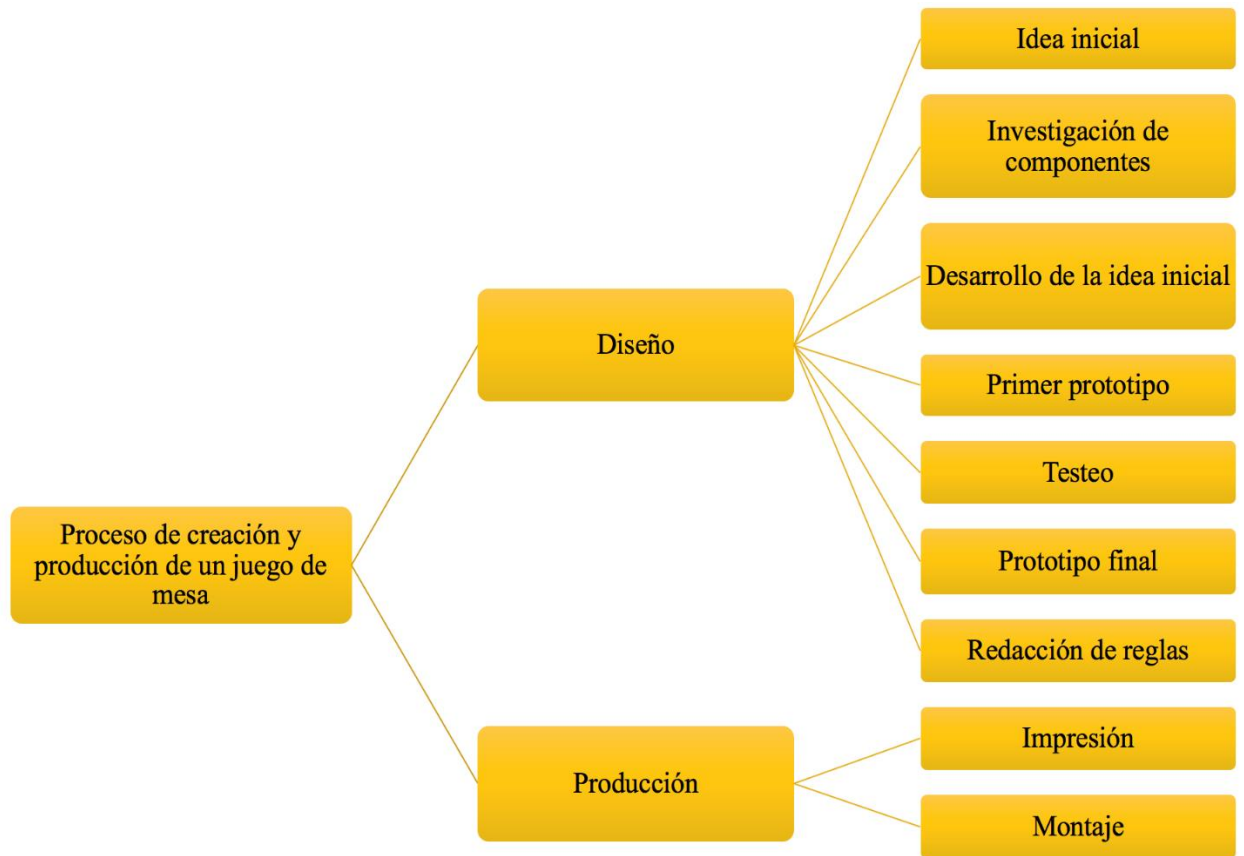 Proceso de creación y
producción de un juego de
mesa
Diseño
Idea inicial
Investigación de
componentes
Desarrollo de la idea inicial
Primer prototipo
Testeo
Prototipo final
Redacción de reglas
Producción
Impresión
Montaje